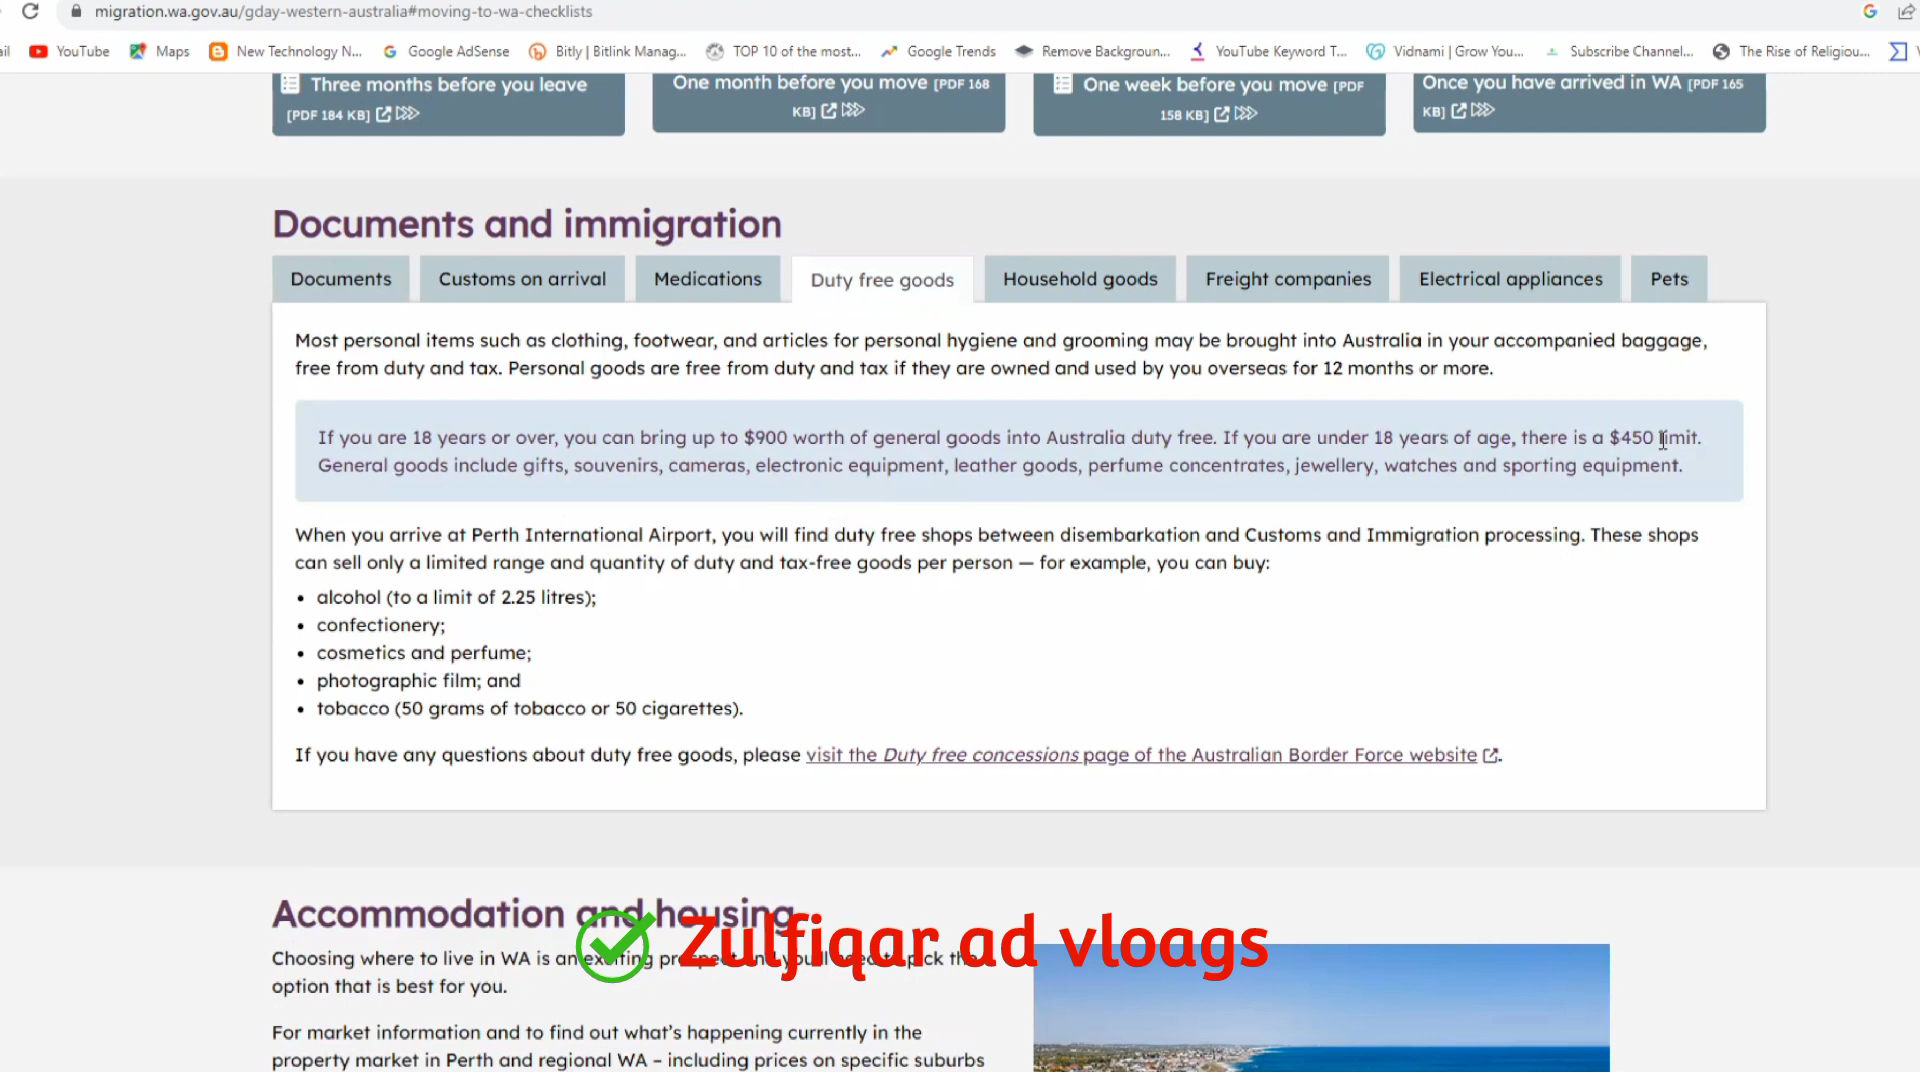 migration.wa.gov.au/gday-western-australia#moving-to-wa-checklists
ail YouTube Maps New Technology N... Google AdSense Bitly | Bitlink Manag... TOP 10 of the most... Google Trends Remove Backgroun... YouTube Keyword T... Vidnami | Grow You... Subscribe Channel... The Rise of Religiou...
Three months before you leave
[PDF 184 KB]
One month before you move [PDF 168
KB]
One week before you move [PDF
158 KB]
Once you have arrived in WA [PDF 165
KB]
Documents and immigration
Documents Customs on arrival Medications Duty free goods Household goods Freight companies Electrical appliances Pets
Most personal items such as clothing, footwear, and articles for personal hygiene and grooming may be brought into Australia in your accompanied baggage,
free from duty and tax. Personal goods are free from duty and tax if they are owned and used by you overseas for 12 months or more.
If you are 18 years or over, you can bring up to $900 worth of general goods into Australia duty free. If you are under 18 years of age, there is a $450 limit.
General goods include gifts, souvenirs, cameras, electronic equipment, leather goods, perfume concentrates, jewellery, watches and sporting equipment.
When you arrive at Perth International Airport, you will find duty free shops between disembarkation and Customs and Immigration processing. These shops
can sell only a limited range and quantity of duty and tax-free goods per person — for example, you can buy:
• alcohol (to a limit of 2.25 litres);
• confectionery;
• cosmetics and perfume;
• photographic film; and
• tobacco (50 grams of tobacco or 50 cigarettes).
If you have any questions about duty free goods, please visit the Duty free concessions page of the Australian Border Force website.
Accommodation and housing
Zulfiqar ad vloags
Choosing where to live in WA is an exciting prospect and you'll need to pick the
option that is best for you.
For market information and to find out what's happening currently in the
property market in Perth and regional WA – including prices on specific suburbs